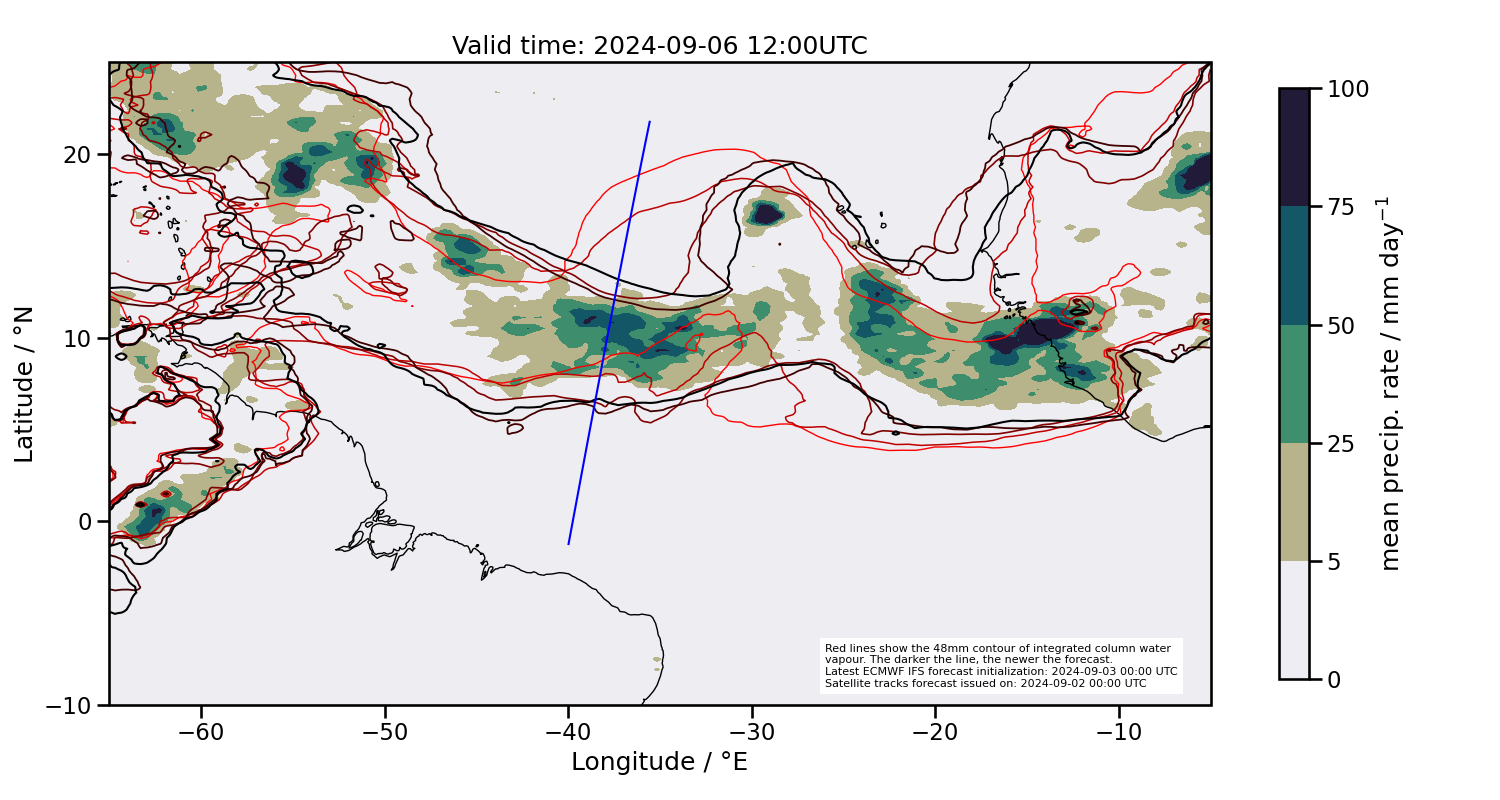 Valid time: 2024-09-06 12:00UTC
20
10
0
−10
Latitude / °N
−60
−50
−40
−30
−20
−10
Longitude / °E
Red lines show the 48mm contour of integrated column water
vapour. The darker the line, the newer the forecast.
Latest ECMWF IFS forecast initialization: 2024-09-03 00:00 UTC
Satellite tracks forecast issued on: 2024-09-02 00:00 UTC
100
75
50
25
5
0
mean precip. rate / mm day⁻¹